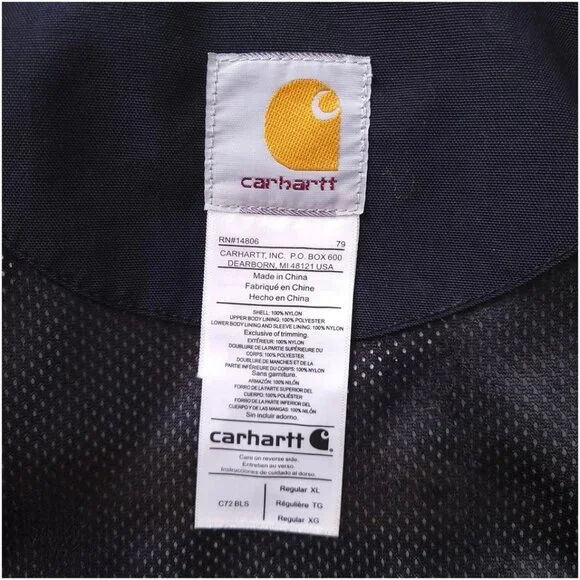 carhartt
RN#14806 79
CARHARTT, INC. P.O. BOX 600
DEARBORN, MI 48121 USA
Made in China
Fabriqué en Chine
Hecho en China
SHELL: 100% NYLON
UPPER BODY LINING: 100% POLYESTER
LOWER BODY LINING AND SLEEVE LINING: 100% NYLON
Exclusive of trimming.
EXTÉRIEUR: 100% NYLON
DOUBLURE DE LA PARTIE SUPÉRIEURE DU
CORPS: 100% POLYESTER
DOUBLURE DE MANCHES ET DE LA
PARTIE INFÉRIEURE DU CORPS: 100% NYLON
Sans garniture.
ARMAZÓN: 100% NILÓN
FORRO DE LA PARTE SUPERIOR DEL
CUERPO: 100% POLIÉSTER
FORRO DE LA PARTE INFERIOR DEL
CUERPO Y DE LAS MANGAS: 100% NILÓN
Sin incluir adornos.
carhartt
Care on reverse side.
Entretien au verso.
Instrucciones de cuidado al dorso.
Regular XL
C72 BLS Régulière TG
Regular XG